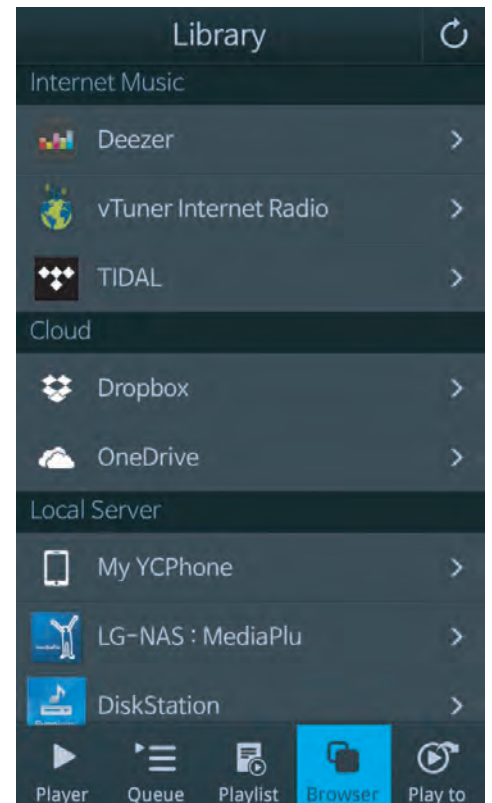 Library
Internet Music
Deezer
vTuner Internet Radio
TIDAL
Cloud
Dropbox
OneDrive
Local Server
My YCPhone
LG-NAS : MediaPlu
DiskStation
Player Queue Playlist Browser Play to